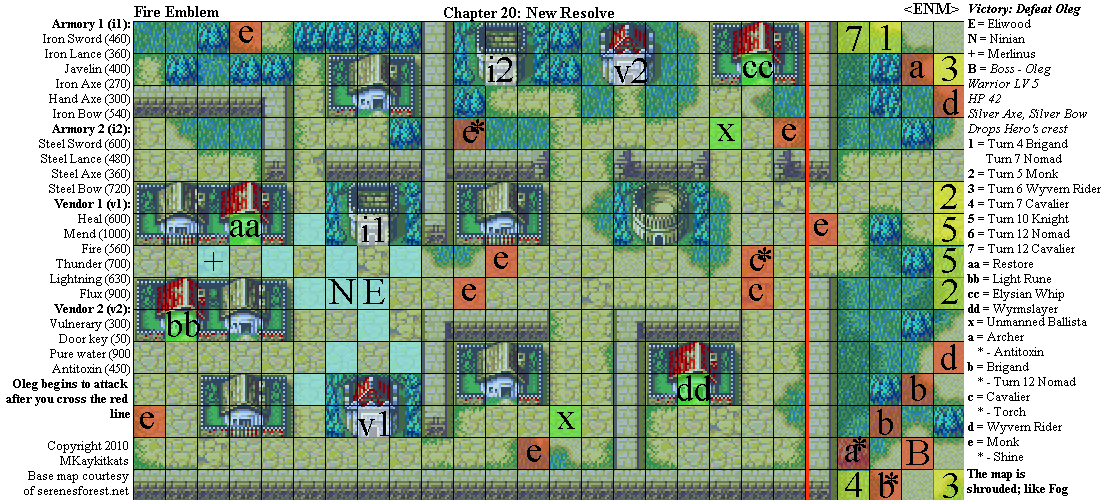 Fire Emblem
Chapter 20: New Resolve
<ENM>
Victory: Defeat Oleg
Armory 1 (i1):
Iron Sword (460)
Iron Lance (360)
Javelin (400)
Iron Axe (270)
Hand Axe (300)
Iron Bow (540)
Armory 2 (i2):
Steel Sword (600)
Steel Lance (480)
Steel Axe (360)
Steel Bow (720)
Vendor 1 (v1):
Heal (600)
Mend (1000)
Fire (560)
Thunder (700)
Lightning (630)
Flux (900)
Vendor 2 (v2):
Vulnerary (300)
Door key (50)
Pure water (900
Antitoxin (450)
Oleg begins to attack
after you cross the red
line
Copyright 2010
MKaykitkats
Base map courtesy
of serenesforest.net
e 7 1
i2 v2 cc a 3
d
e* x e
2
aa i1 e 5
+ e c* 5
N E e c 2
bb
d
dd b
e v1 x b
e a* B
4 b* 3
E = Eliwood
N = Ninian
+ = Merlinus
B = Boss - Oleg
Warrior LV 5
HP 42
Silver Axe, Silver Bow
Drops Hero's crest
1 = Turn 4 Brigand
Turn 7 Nomad
2 = Turn 5 Monk
3 = Turn 6 Wyvern Rider
4 = Turn 7 Cavalier
5 = Turn 10 Knight
6 = Turn 12 Nomad
7 = Turn 12 Cavalier
aa = Restore
bb = Light Rune
cc = Elysian Whip
dd = Wyrmslayer
x = Unmanned Ballista
a = Archer
* - Antitoxin
b = Brigand
* - Turn 12 Nomad
c = Cavalier
* - Torch
d = Wyvern Rider
e = Monk
* - Shine
The map is
shrouded; like Fog